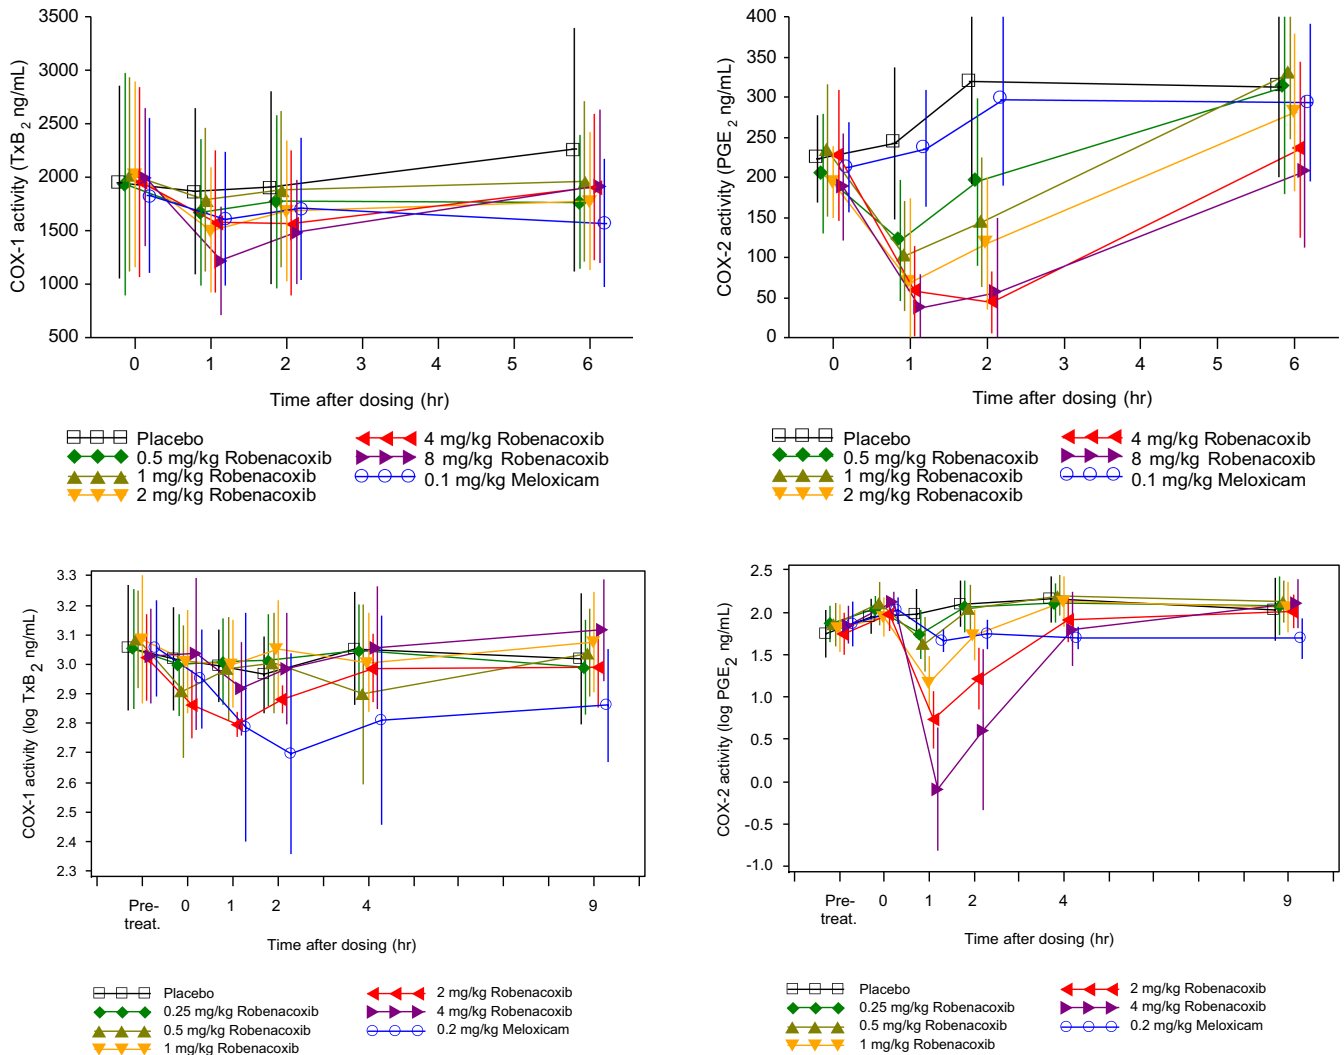 COX-1 activity (TxB2 ng/mL)
3500
3000
2500
2000
1500
1000
500
0 1 2 3 4 5 6
Time after dosing (hr)
Placebo
0.5 mg/kg Robenacoxib
1 mg/kg Robenacoxib
2 mg/kg Robenacoxib
4 mg/kg Robenacoxib
8 mg/kg Robenacoxib
0.1 mg/kg Meloxicam
COX-2 activity (PGE2 ng/mL)
400
350
300
250
200
150
100
50
0
0 1 2 3 4 5 6
Time after dosing (hr)
Placebo
0.5 mg/kg Robenacoxib
1 mg/kg Robenacoxib
2 mg/kg Robenacoxib
4 mg/kg Robenacoxib
8 mg/kg Robenacoxib
0.1 mg/kg Meloxicam
COX-1 activity (log TxB2 ng/mL)
3.3
3.2
3.1
3.0
2.9
2.8
2.7
2.6
2.5
2.4
2.3
Pre- 0 1 2 4 9
treat.
Time after dosing (hr)
Placebo
0.25 mg/kg Robenacoxib
0.5 mg/kg Robenacoxib
1 mg/kg Robenacoxib
2 mg/kg Robenacoxib
4 mg/kg Robenacoxib
0.2 mg/kg Meloxicam
COX-2 activity (log PGE2 ng/mL)
2.5
2.0
1.5
1.0
0.5
0.0
-0.5
-1.0
Pre- 0 1 2 4 9
treat.
Time after dosing (hr)
Placebo
0.25 mg/kg Robenacoxib
0.5 mg/kg Robenacoxib
1 mg/kg Robenacoxib
2 mg/kg Robenacoxib
4 mg/kg Robenacoxib
0.2 mg/kg Meloxicam